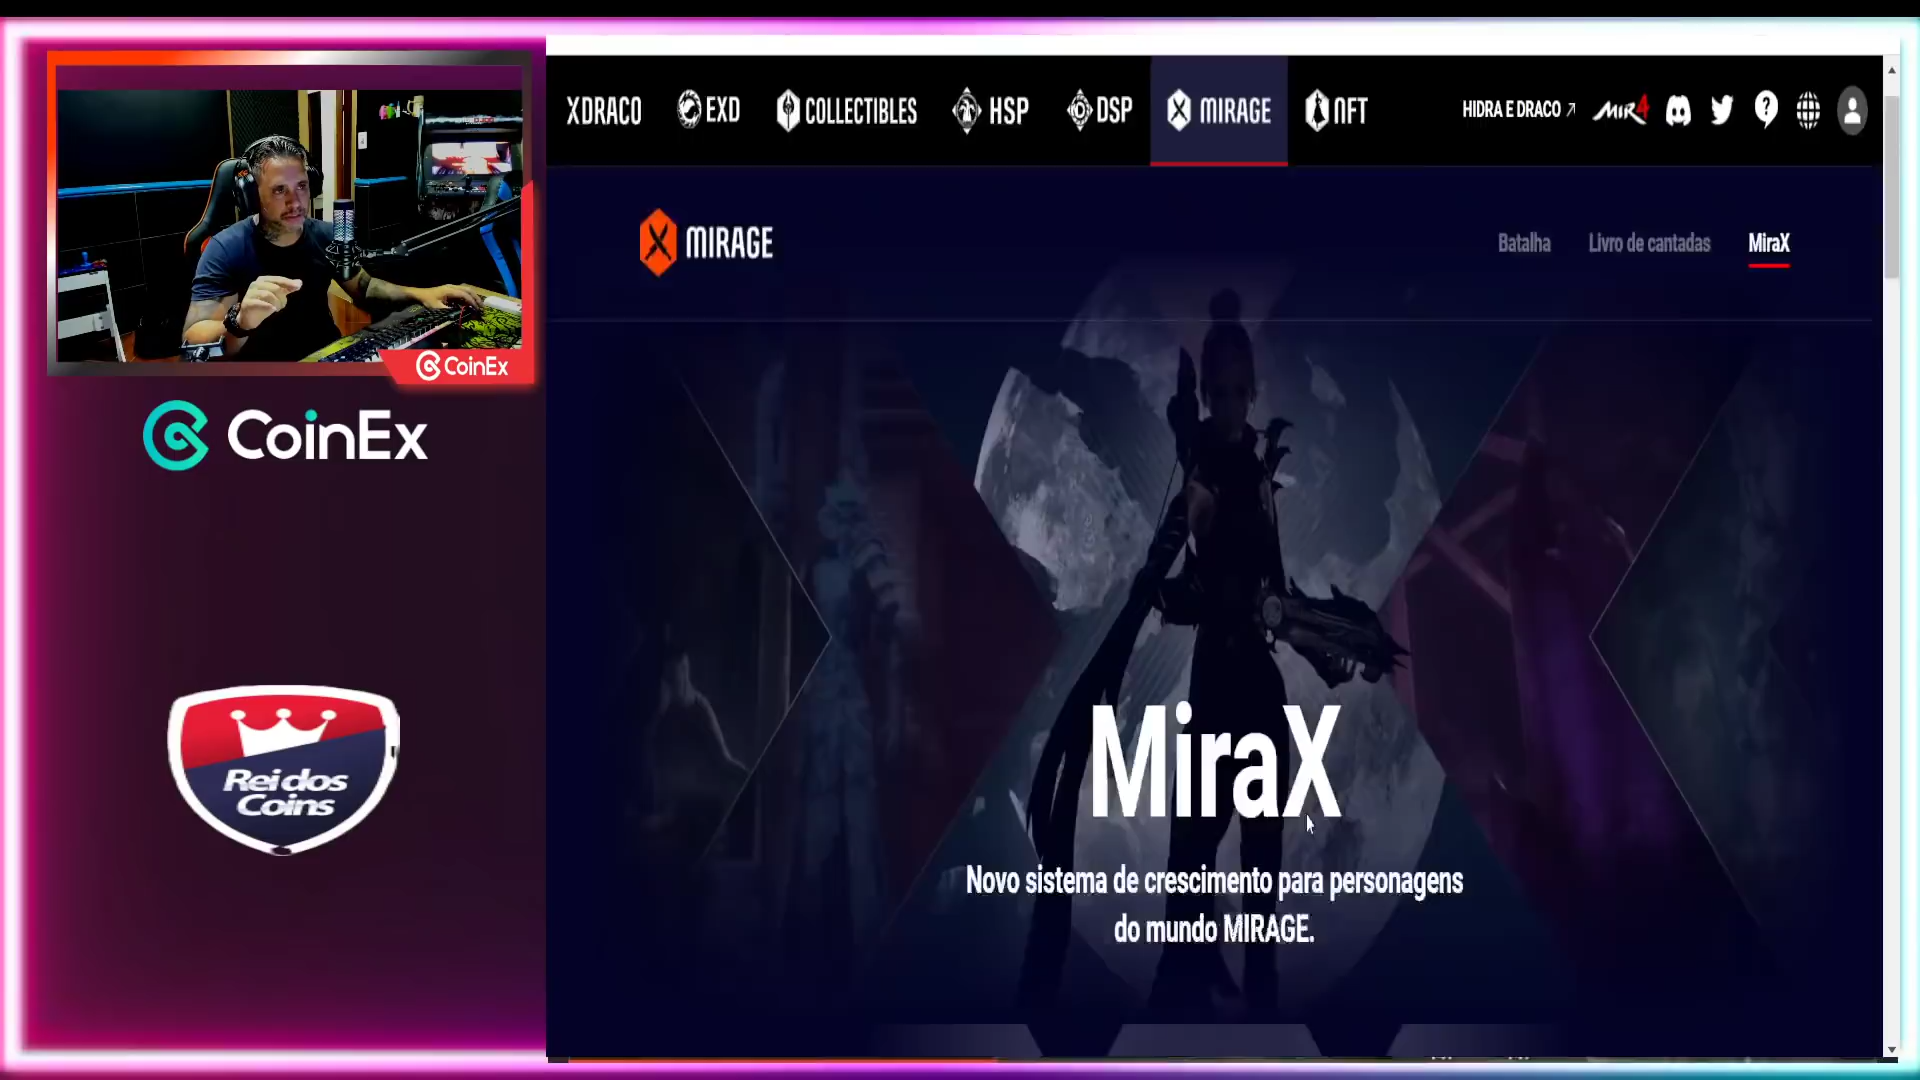 XDRACO
EXD
COLLECTIBLES
HSP
DSP
MIRAGE
NFT
HIDRA E DRACO
MIR4
MIRAGE
Batalha
Livro de cantadas
MiraX
CoinEx
CoinEx
Rei dos
Coins
MiraX
Novo sistema de crescimento para personagens
do mundo MIRAGE.